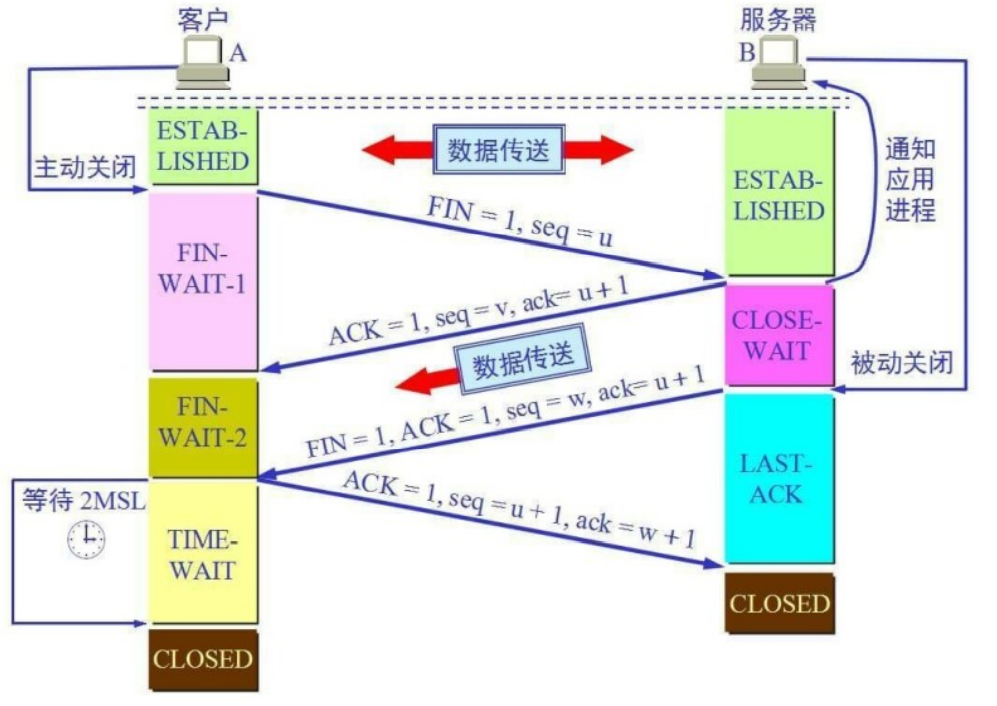 客户
A
服务器
B
ESTAB-
LISHED
数据传送
主动关闭
ESTAB-
LISHED
通知
应用
进程
FIN = 1, seq = u
FIN-
WAIT-1
ACK = 1, seq = v, ack= u + 1
CLOSE-
WAIT
数据传送
被动关闭
FIN-
WAIT-2
FIN = 1, ACK = 1, seq = w, ack= u + 1
LAST-
ACK
等待 2MSL
ACK = 1, seq = u + 1, ack = w + 1
TIME-
WAIT
CLOSED
CLOSED